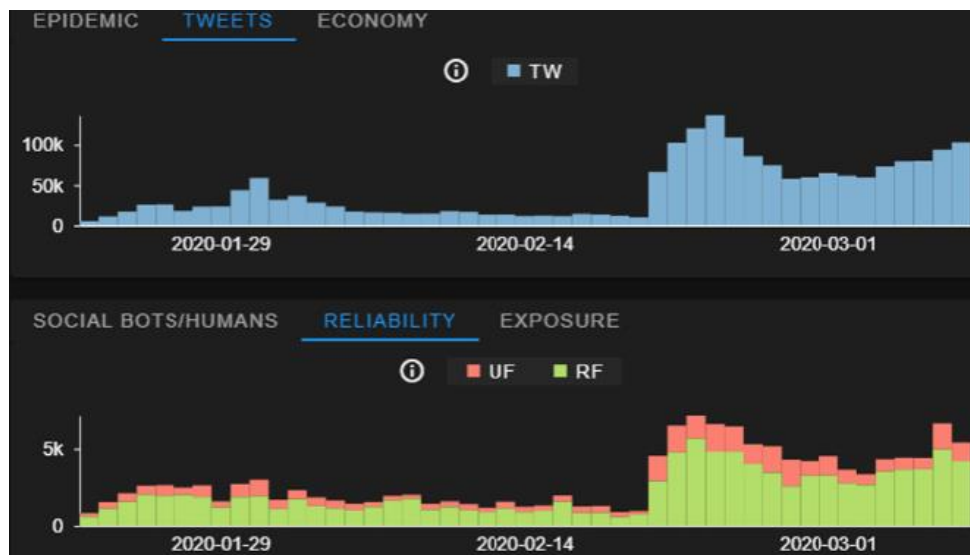 EPIDEMIC TWEETS ECONOMY
TW
100k
50k
0
2020-01-29 2020-02-14 2020-03-01
SOCIAL BOTS/HUMANS RELIABILITY EXPOSURE
UF RF
5k
0
2020-01-29 2020-02-14 2020-03-01